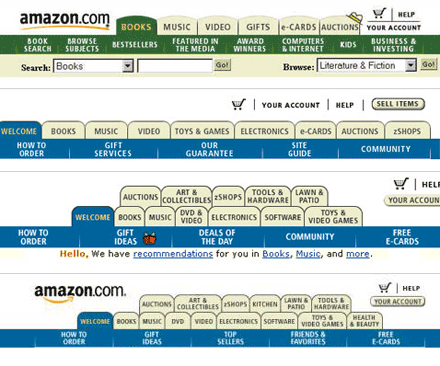 amazon.com
HELP
BOOKS MUSIC VIDEO GIFTS e-CARDS AUCTIONS YOUR ACCOUNT
BOOK SEARCH BROWSE SUBJECTS BESTSELLERS FEATURED IN THE MEDIA AWARD WINNERS COMPUTERS & INTERNET KIDS BUSINESS & INVESTING
Search: Books Go! Browse: Literature & Fiction Go!
YOUR ACCOUNT HELP SELL ITEMS
WELCOME BOOKS MUSIC VIDEO TOYS & GAMES ELECTRONICS e-CARDS AUCTIONS zSHOPS
HOW TO ORDER GIFT SERVICES OUR GUARANTEE SITE GUIDE COMMUNITY
HELP
AUCTIONS ART & COLLECTIBLES zSHOPS TOOLS & HARDWARE LAWN & PATIO YOUR ACCOUNT
WELCOME BOOKS MUSIC DVD & VIDEO ELECTRONICS SOFTWARE TOYS & VIDEO GAMES
HOW TO ORDER GIFT IDEAS DEALS OF THE DAY COMMUNITY FREE E-CARDS
Hello, We have recommendations for you in Books, Music, and more.
amazon.com.
HELP
AUCTIONS ART & COLLECTIBLES zSHOPS KITCHEN LAWN & PATIO TOOLS & HARDWARE YOUR ACCOUNT
WELCOME BOOKS MUSIC DVD VIDEO ELECTRONICS SOFTWARE TOYS & VIDEO GAMES HEALTH & BEAUTY
HOW TO ORDER GIFT IDEAS TOP SELLERS FRIENDS & FAVORITES FREE E-CARDS